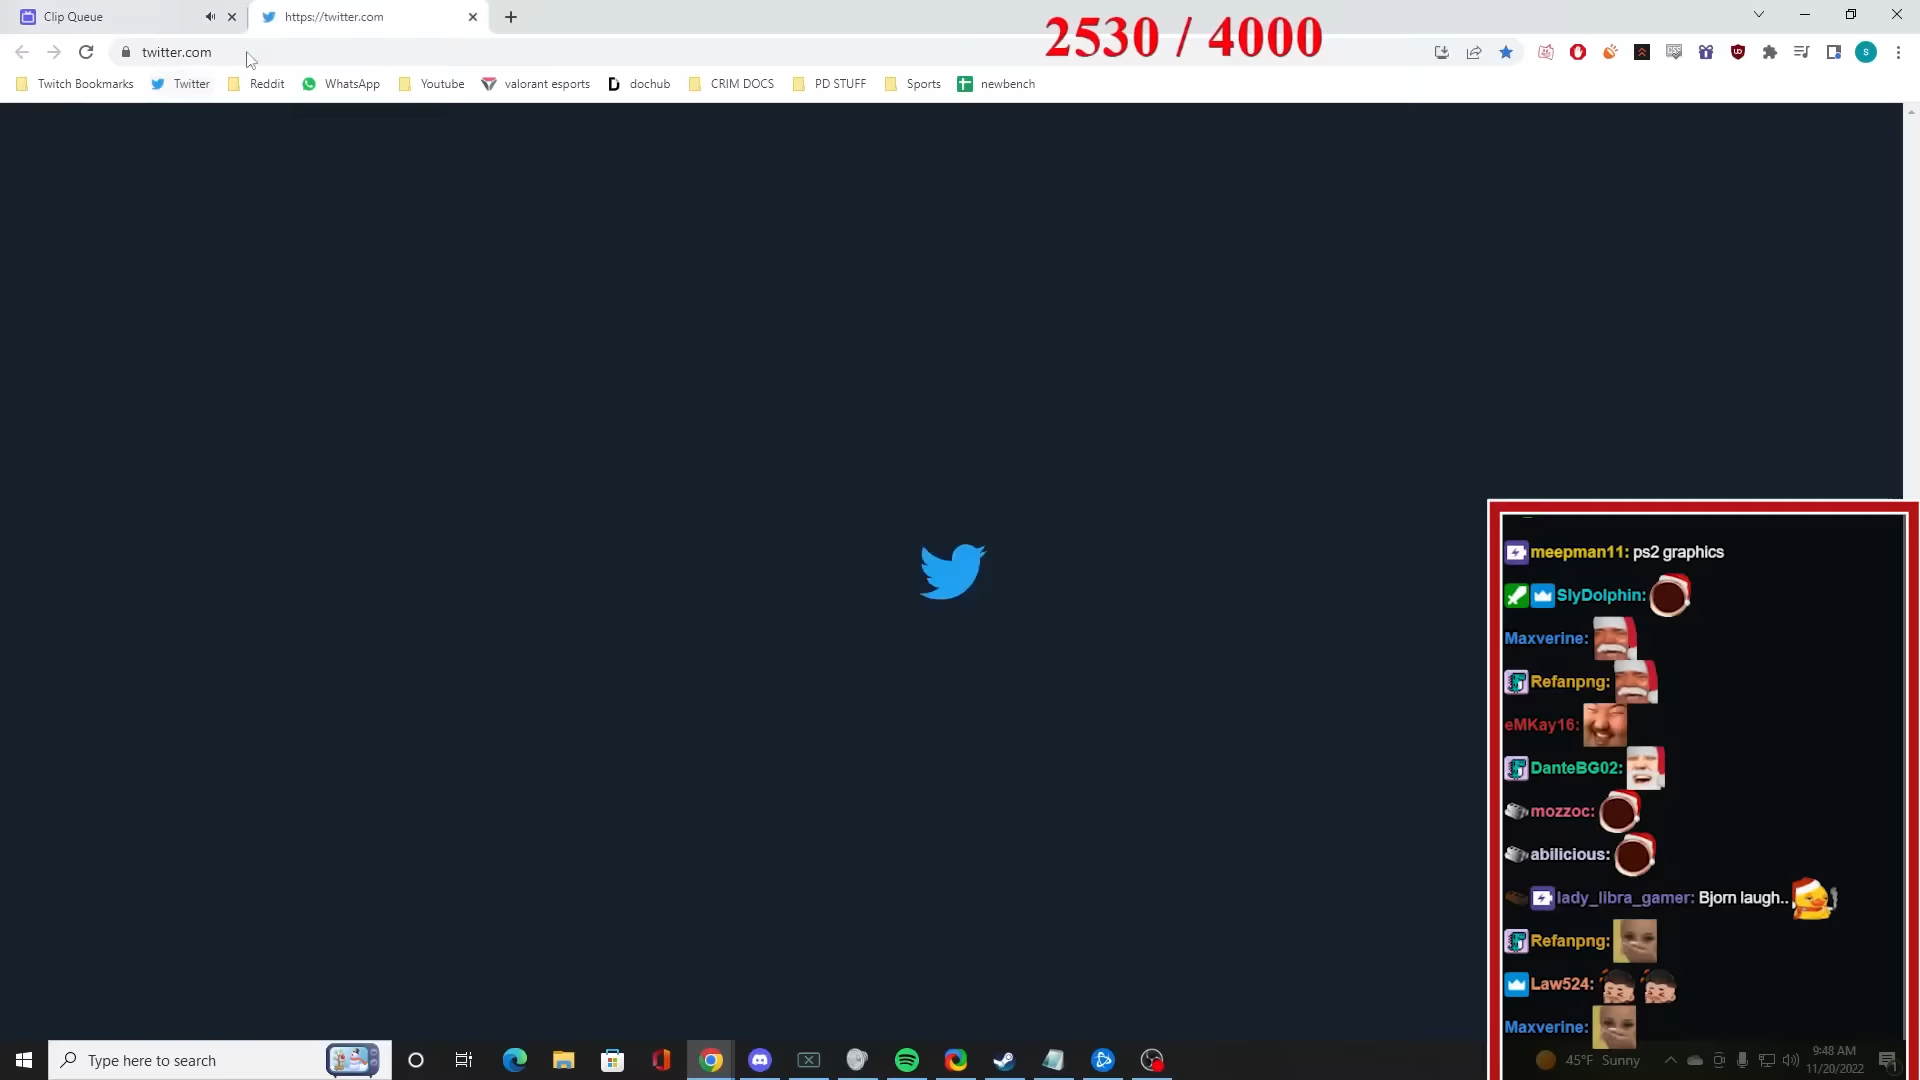 Clip Queue
https://twitter.com
2530 / 4000
twitter.com
Twitch Bookmarks
Twitter
Reddit
WhatsApp
Youtube
valorant esports
dochub
CRIM DOCS
PD STUFF
Sports
newbench
meepman11: ps2 graphics
SlyDolphin:
Maxverine:
Refanpng:
eMKay16:
DanteBG02:
mozzoc:
abilicious:
lady_libra_gamer: Bjorn laugh..
Refanpng:
Law524:
Maxverine:
Type here to search
45°F Sunny
9:48 AM
11/20/2022